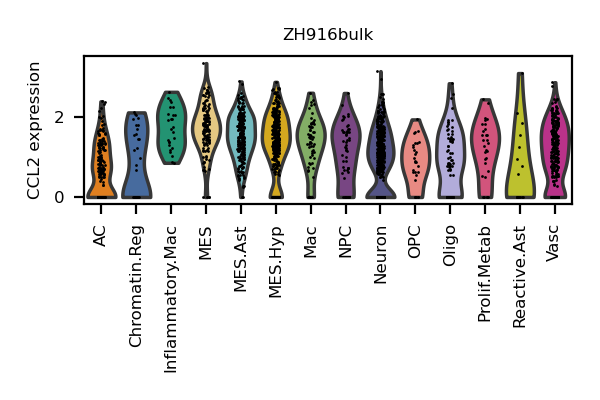 ZH916bulk
CCL2 expression
2
0
AC
Chromatin.Reg
Inflammatory.Mac
MES
MES.Ast
MES.Hyp
Mac
NPC
Neuron
OPC
Oligo
Prolif.Metab
Reactive.Ast
Vasc